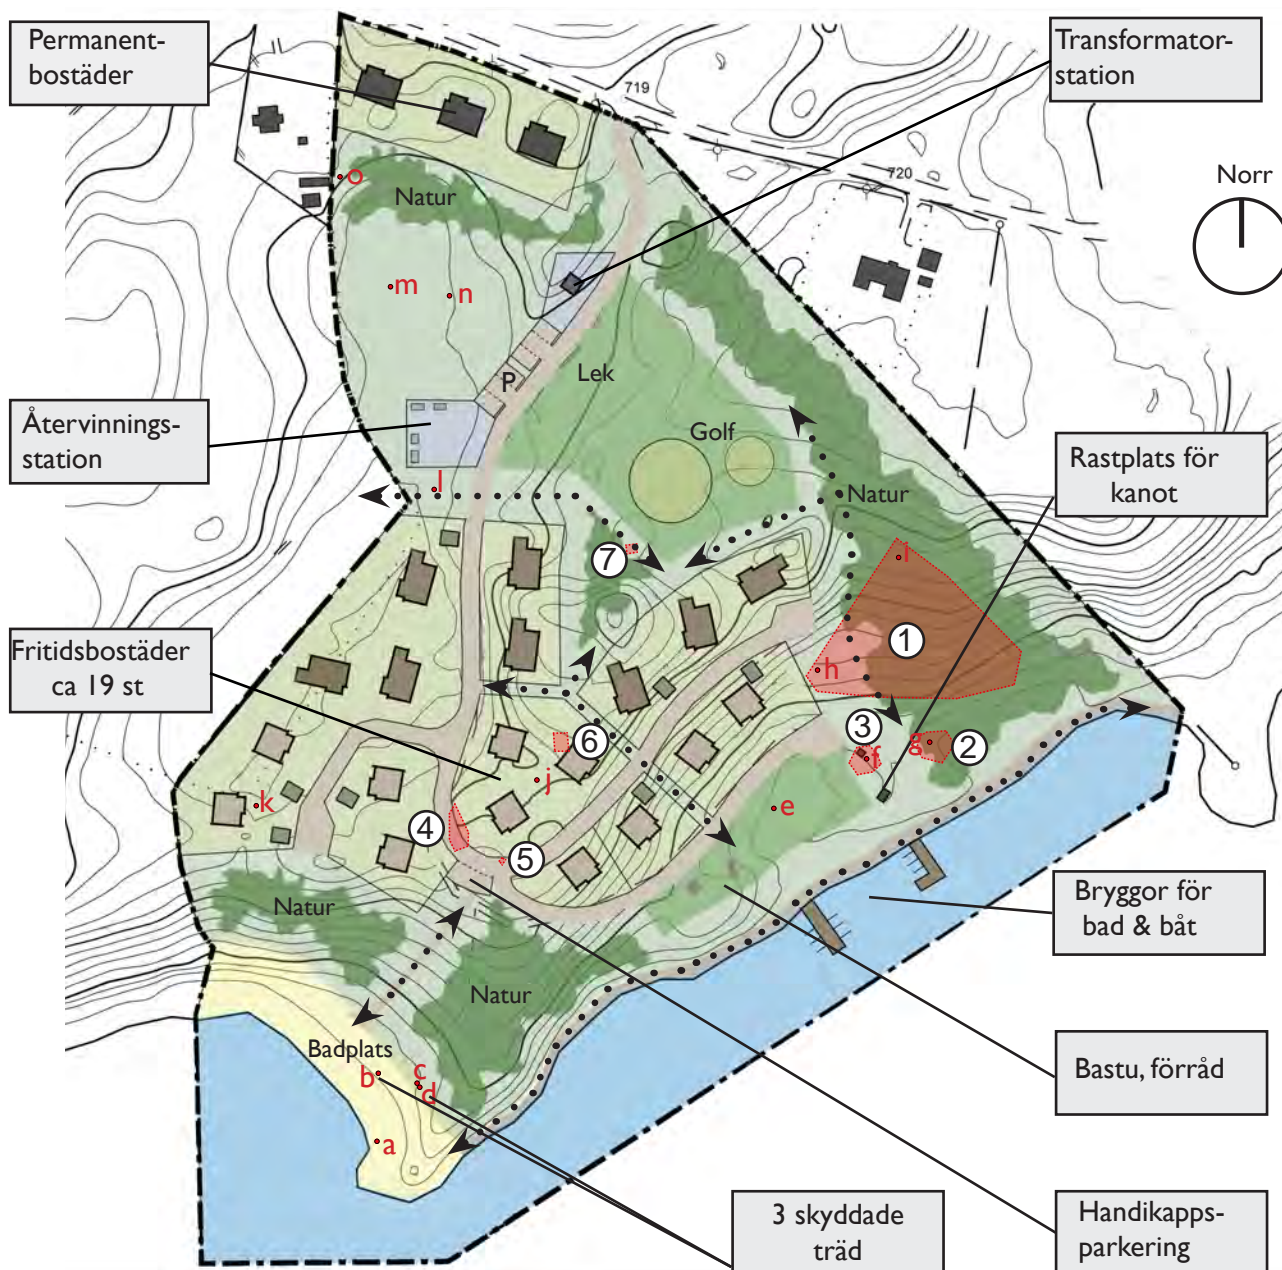 Permanent-
bostäder
Transformator-
station
719
720
Norr
o
Natur
m
n
P
Lek
Återvinnings-
station
Golf
Rastplats för
kanot
l
Natur
7
i
1
Fritidsbostäder
ca 19 st
h
6
3
f
g
2
j
k
e
4
5
Natur
Bryggor för
bad & båt
Natur
Badplats
b
c
d
Bastu, förråd
a
3 skyddade
träd
Handikapps-
parkering